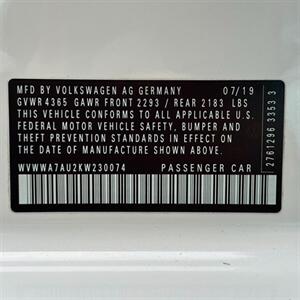 MFD BY VOLKSWAGEN AG GERMANY 07/19
GVWR 4365 GAWR FRONT 2293 / REAR 2183 LBS
THIS VEHICLE CONFORMS TO ALL APPLICABLE U.S.
FEDERAL MOTOR VEHICLE SAFETY, BUMPER AND
THEFT PREVENTION STANDARDS IN EFFECT ON THE
DATE OF MANUFACTURE SHOWN ABOVE.
WVWWA7AU2KW230074 PASSENGER CAR
2761296 3353 3